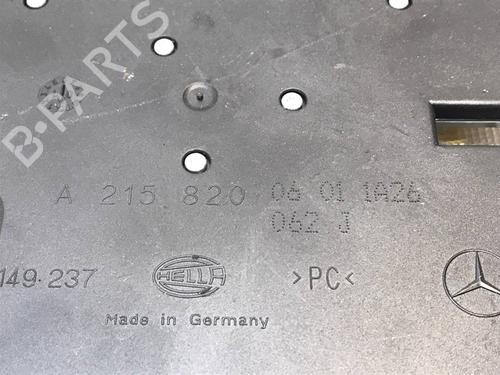 B-PARTS
A 215 820 06 01 1A26
062 J
149.237 HELLA >PC<
Made in Germany